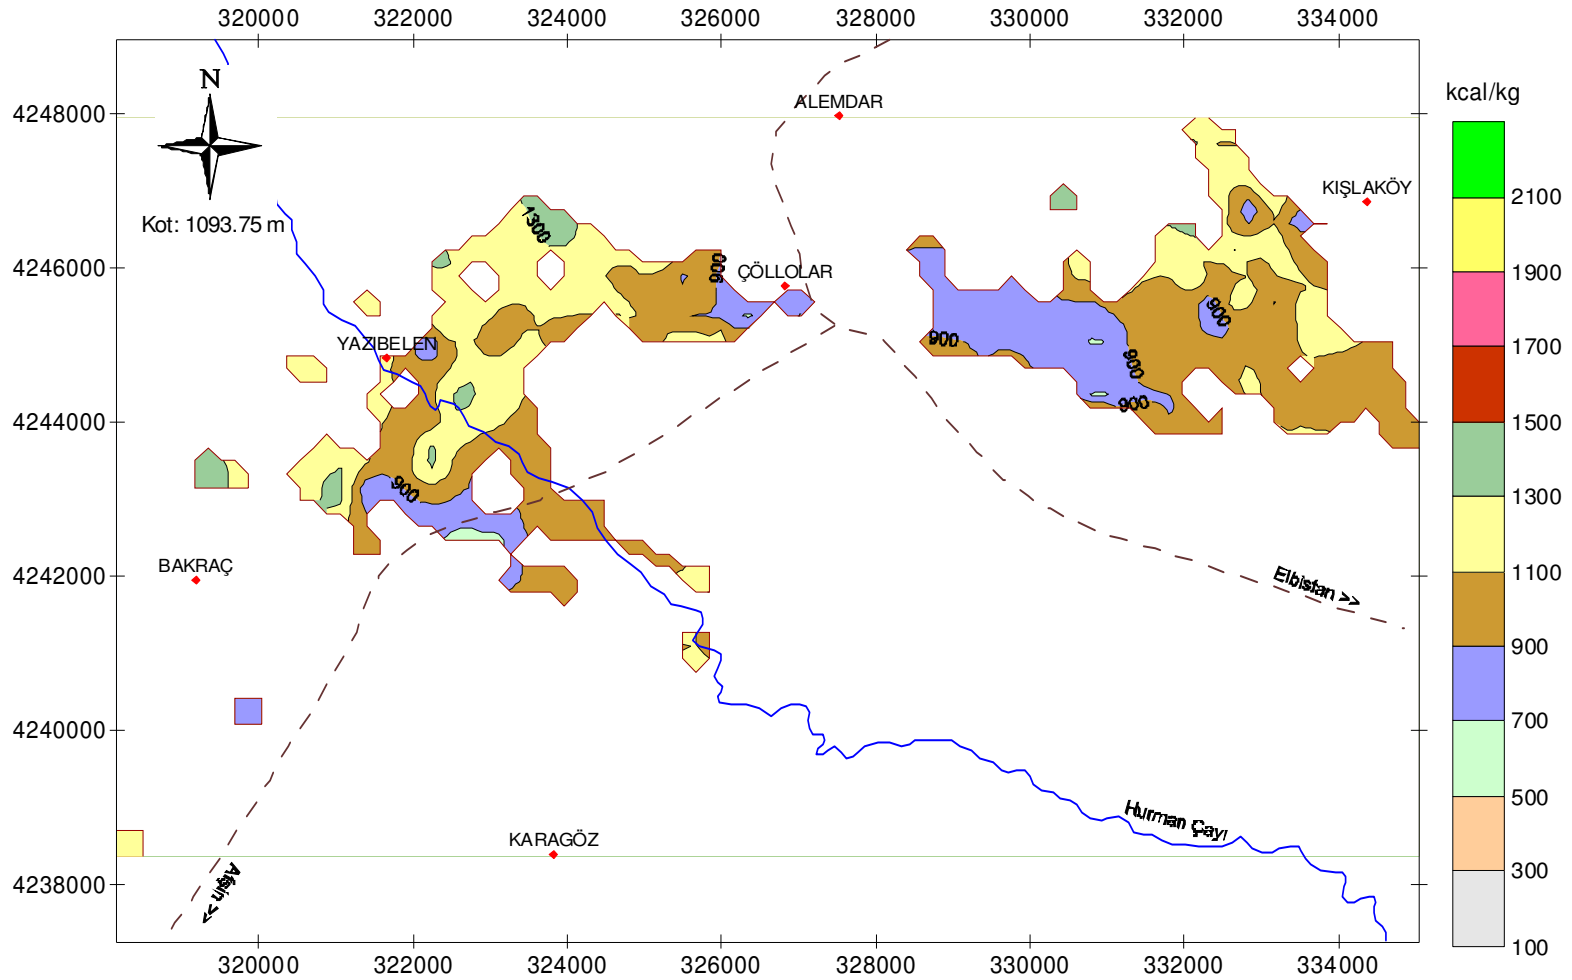 320000 322000 324000 326000 328000 330000 332000 334000
kcal/kg
N
4248000
ALEMDAR
KIŞLAKÖY
2100
Kot: 1093.75 m
1300
4246000
900
ÇÖLLOLAR
1900
900
YAZIBELEN
900
900
1700
900
4244000
1500
900
1300
BAKRAÇ
4242000
Elbistan >>
1100
900
4240000
700
Hurman Çayı
KARAGÖZ
500
4238000
Afşin >>
300
100
320000 322000 324000 326000 328000 330000 332000 334000